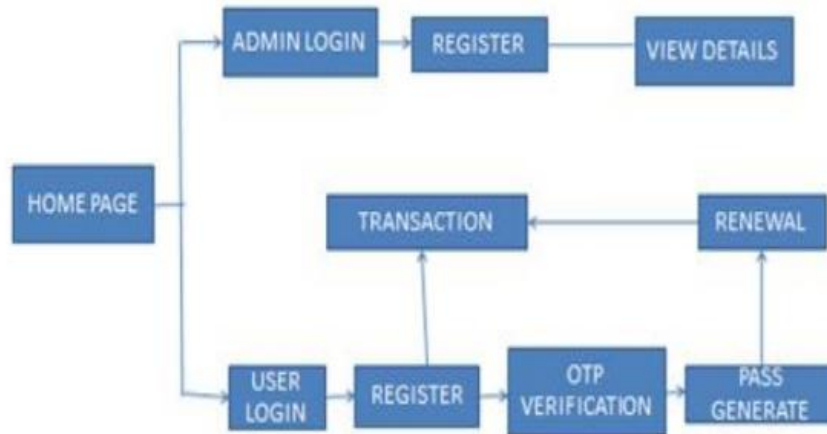 ADMIN LOGIN
REGISTER
VIEW DETAILS
HOME PAGE
TRANSACTION
RENEWAL
USER
LOGIN
REGISTER
OTP
VERIFICATION
PASS
GENERATE